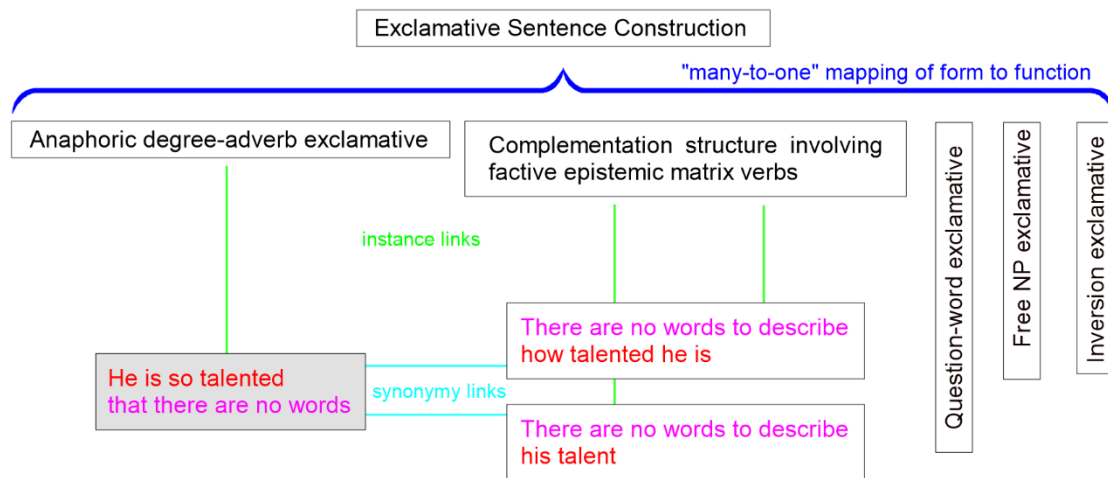 Exclamative Sentence Construction
"many-to-one" mapping of form to function
Anaphoric degree-adverb exclamative
Complementation structure involving
factive epistemic matrix verbs
Question-word exclamative
Free NP exclamative
Inversion exclamative
instance links
There are no words to describe
how talented he is
He is so talented
that there are no words
synonymy links
There are no words to describe
his talent